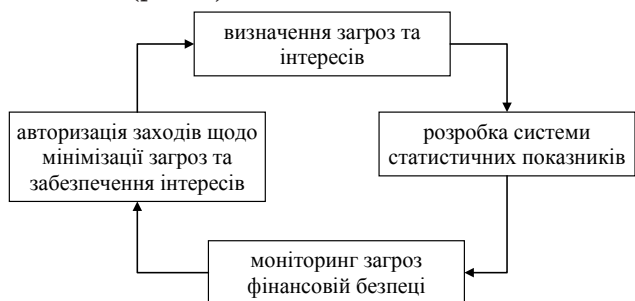 визначення загроз та
інтересів
авторизація заходів щодо
мінімізації загроз та
забезпечення інтересів
розробка системи
статистичних показників
моніторинг загроз
фінансовій безпеці